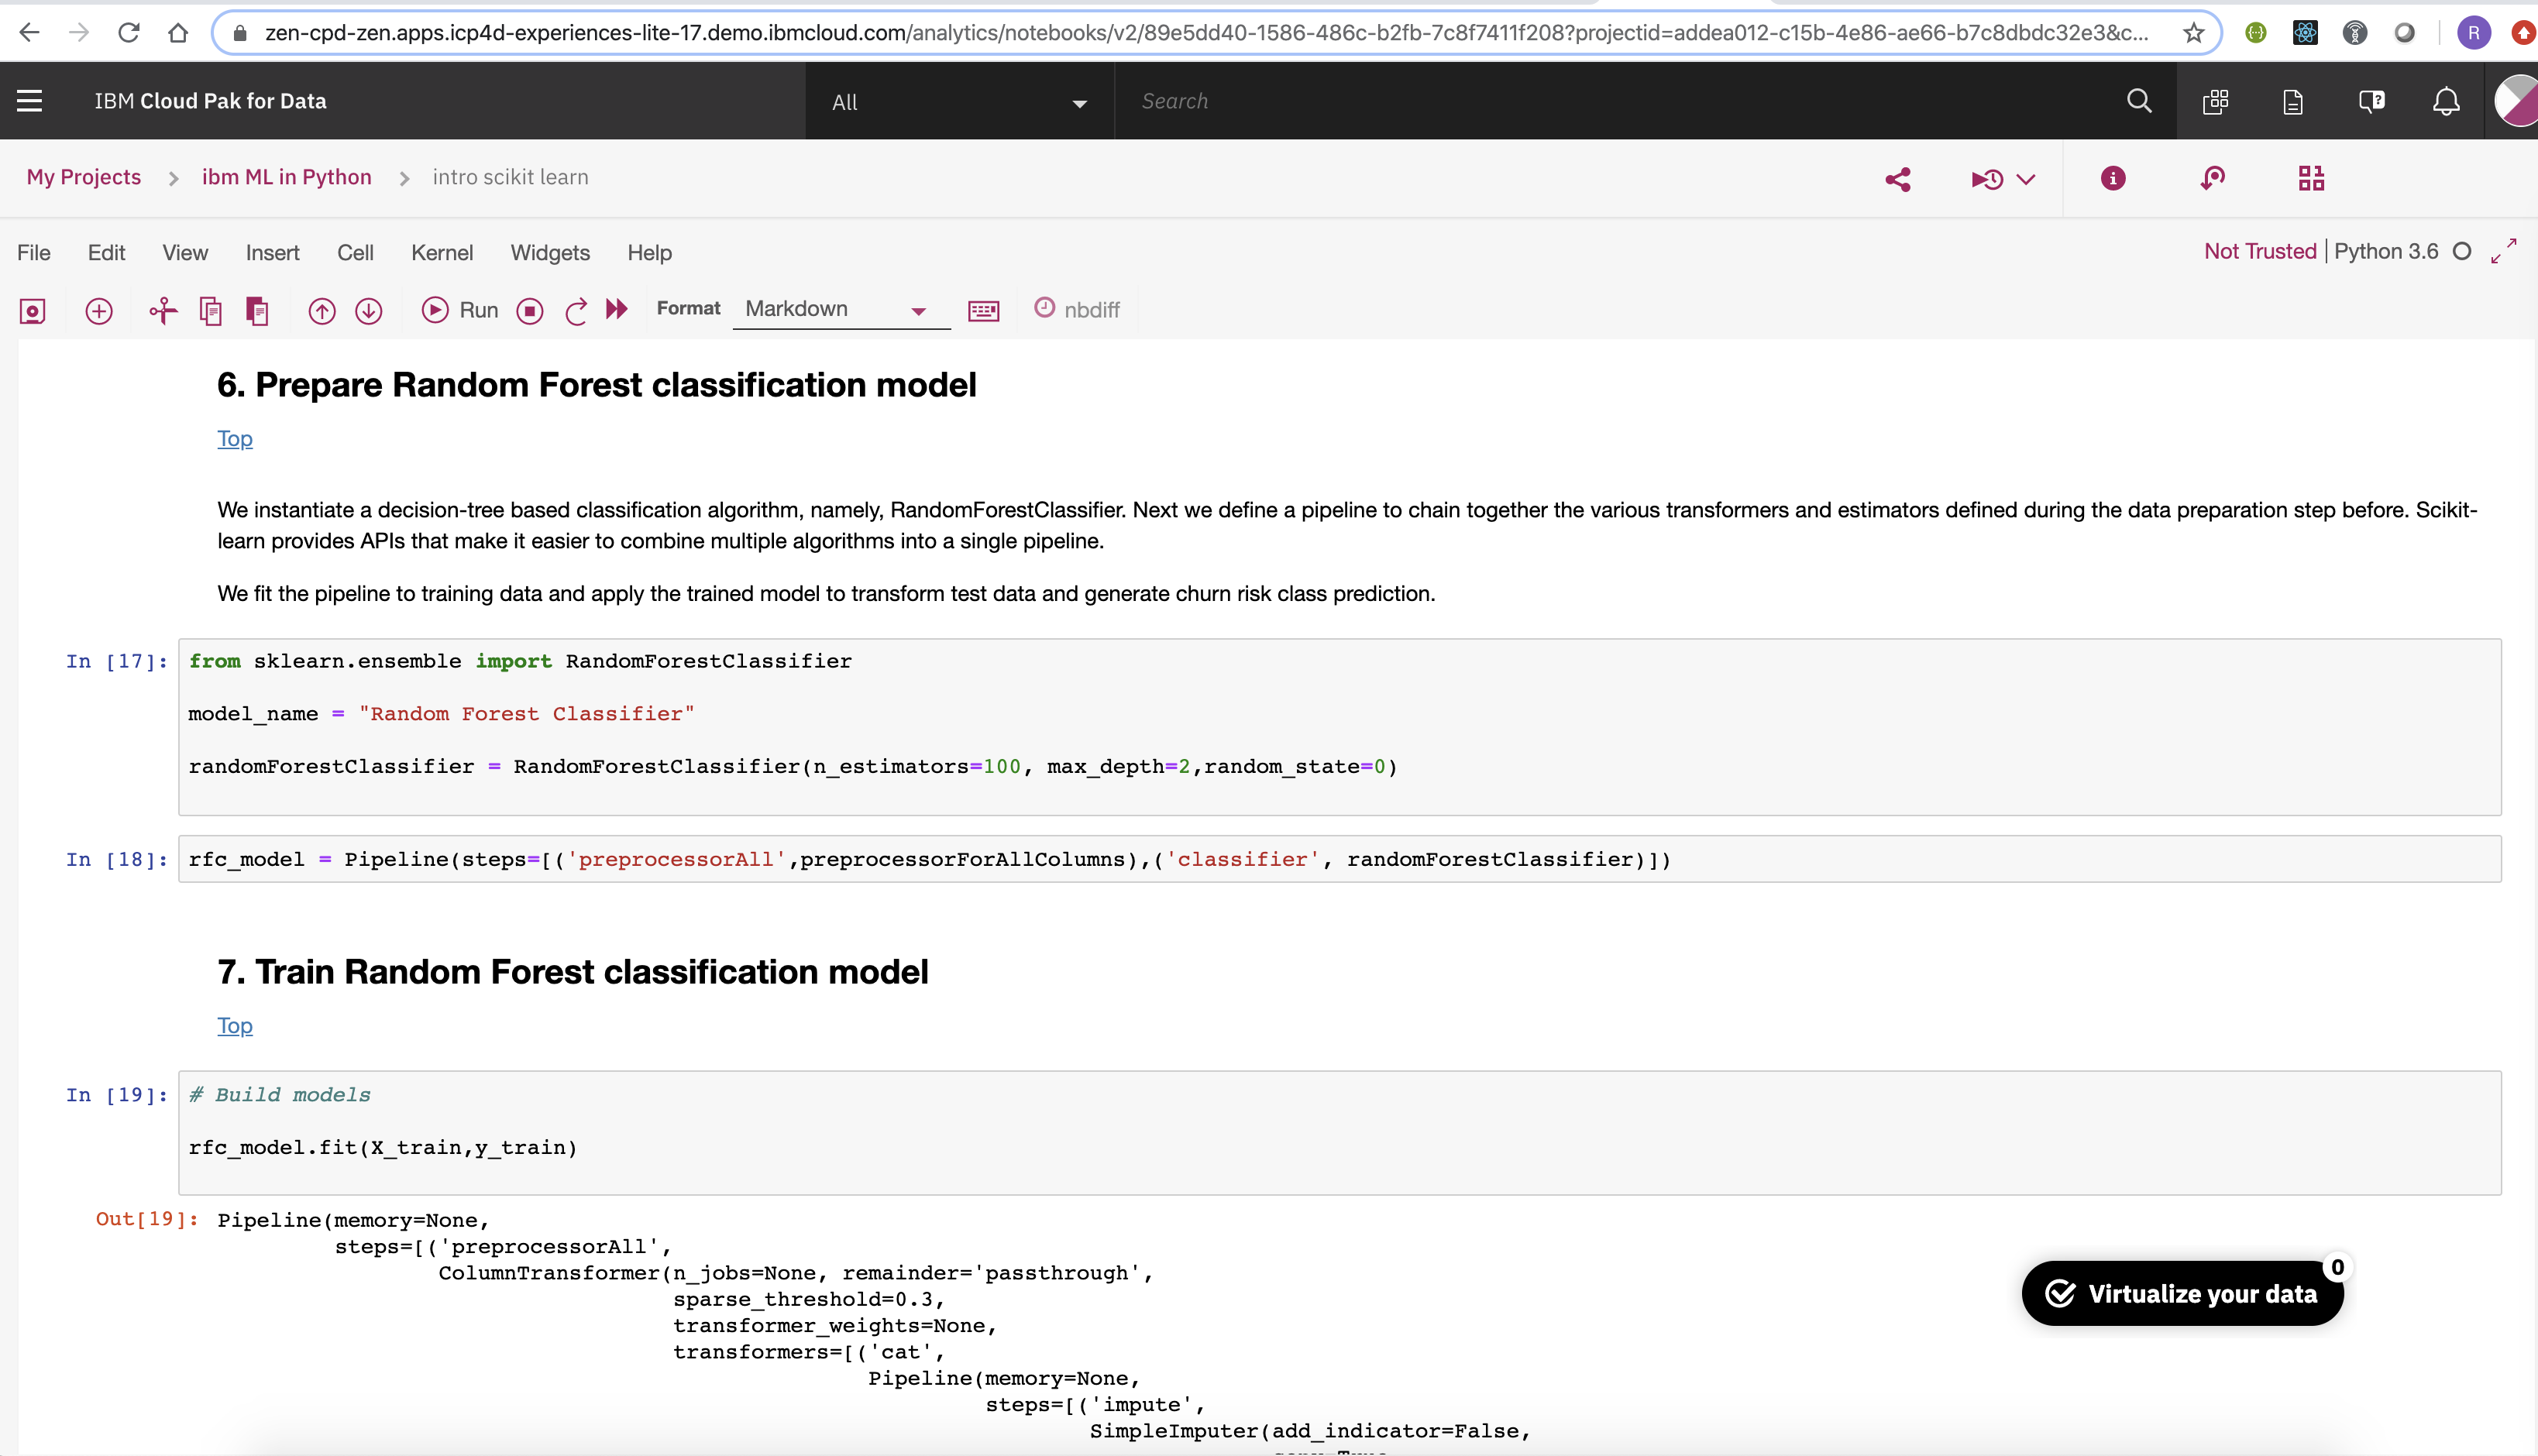 zen-cpd-zen.apps.icp4d-experiences-lite-17.demo.ibmcloud.com/analytics/notebooks/v2/89e5dd40-1586-486c-b2fb-7c8f7411f208?projectid=addea012-c15b-4e86-ae66-b7c8dbdc32e3&c...
R
IBM Cloud Pak for Data
All
Search
My Projects > ibm ML in Python > intro scikit learn
File Edit View Insert Cell Kernel Widgets Help
Not Trusted | Python 3.6
Run Format Markdown nbdiff
6. Prepare Random Forest classification model
Top
We instantiate a decision-tree based classification algorithm, namely, RandomForestClassifier. Next we define a pipeline to chain together the various transformers and estimators defined during the data preparation step before. Scikit-
learn provides APIs that make it easier to combine multiple algorithms into a single pipeline.
We fit the pipeline to training data and apply the trained model to transform test data and generate churn risk class prediction.
In [17]: from sklearn.ensemble import RandomForestClassifier
model_name = "Random Forest Classifier"
randomForestClassifier = RandomForestClassifier(n_estimators=100, max_depth=2,random_state=0)
In [18]: rfc_model = Pipeline(steps=[('preprocessorAll',preprocessorForAllColumns),('classifier', randomForestClassifier)])
7. Train Random Forest classification model
Top
In [19]: # Build models
rfc_model.fit(X_train,y_train)
Out[19]: Pipeline(memory=None,
steps=[('preprocessorAll',
ColumnTransformer(n_jobs=None, remainder='passthrough',
sparse_threshold=0.3,
transformer_weights=None,
transformers=[('cat',
Pipeline(memory=None,
steps=[('impute',
SimpleImputer(add_indicator=False,
0
Virtualize your data